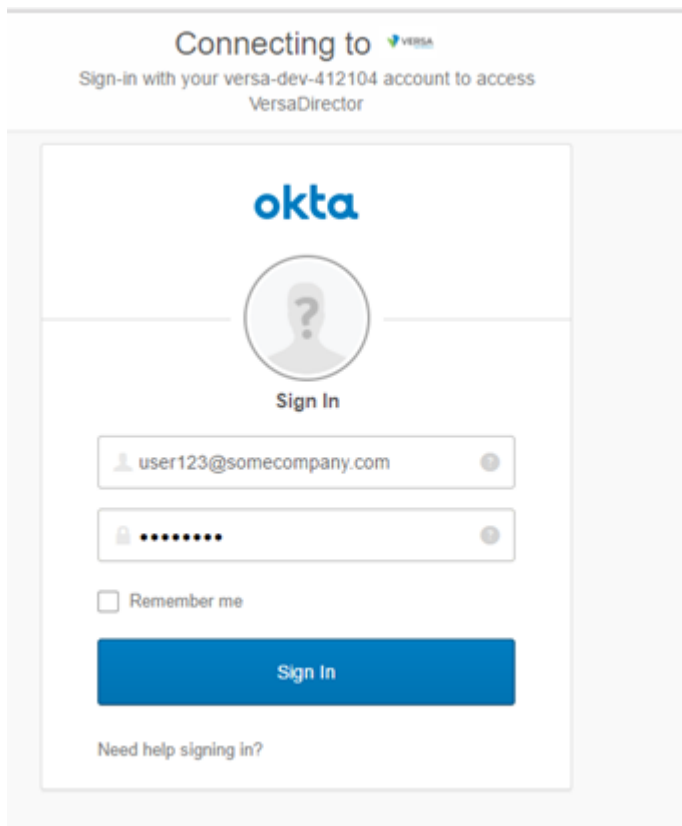 Connecting to VERSA
Sign-in with your versa-dev-412104 account to access
VersaDirector
okta
?
Sign In
user123@somecompany.com ?
•••••••• ?
Remember me
Sign In
Need help signing in?